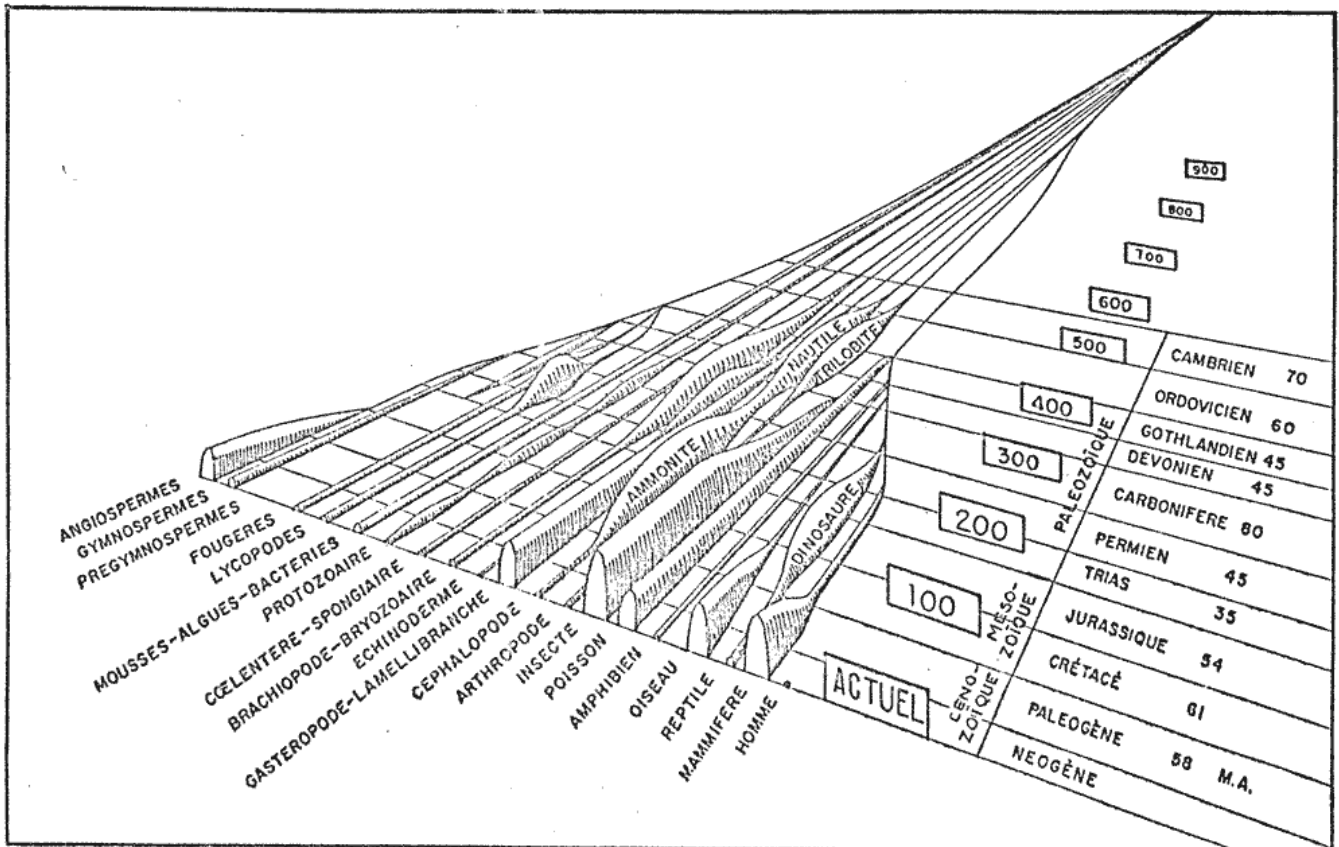 900
800
700
600
500
400
300
200
100
ACTUEL
CAMBRIEN 70
ORDOVICIEN 60
GOTHLANDIEN 45
DEVONIEN 45
CARBONIFERE 80
PERMIEN 45
TRIAS 35
JURASSIQUE 54
CRÉTACÉ 61
PALEOGÈNE 58 M.A.
NEOGÈNE
PALEOZOÏQUE
MESO-
ZOÏQUE
CENO-
ZOÏQUE
NAUTILE
TRILOBITE
AMMONITE
DINOSAURE
ANGIOSPERMES
GYMNOSPERMES
PREGYMNOSPERMES
FOUGERES
LYCOPODES
MOUSSES-ALGUES-BACTERIES
PROTOZOAIRE
CŒLENTERE-SPONGIAIRE
BRACHIOPODE-BRYOZOAIRE
ECHINODERME
GASTEROPODE-LAMELLIBRANCHE
CEPHALOPODE
ARTHROPODE
INSECTE
POISSON
AMPHIBIEN
OISEAU
REPTILE
MAMMIFERE
HOMME